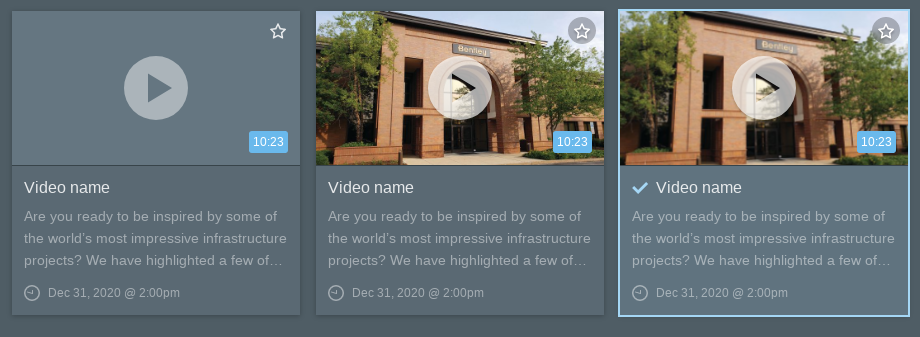 10:23
Video name
Are you ready to be inspired by some of
the world’s most impressive infrastructure
projects? We have highlighted a few of…
Dec 31, 2020 @ 2:00pm
Bentley
10:23
Video name
Are you ready to be inspired by some of
the world’s most impressive infrastructure
projects? We have highlighted a few of…
Dec 31, 2020 @ 2:00pm
Bentley
10:23
Video name
Are you ready to be inspired by some of
the world’s most impressive infrastructure
projects? We have highlighted a few of…
Dec 31, 2020 @ 2:00pm